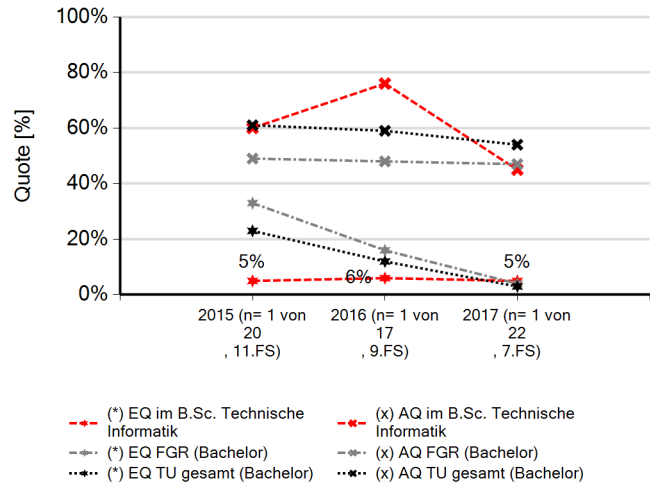 100%
80%
60%
40%
20%
0%
Quote [%]
5%
6%
5%
2015 (n= 1 von
20
, 11.FS)
2016 (n= 1 von
17
, 9.FS)
2017 (n= 1 von
22
, 7.FS)
(*) EQ im B.Sc. Technische
Informatik
(x) AQ im B.Sc. Technische
Informatik
(*) EQ FGR (Bachelor)
(x) AQ FGR (Bachelor)
(*) EQ TU gesamt (Bachelor)
(x) AQ TU gesamt (Bachelor)